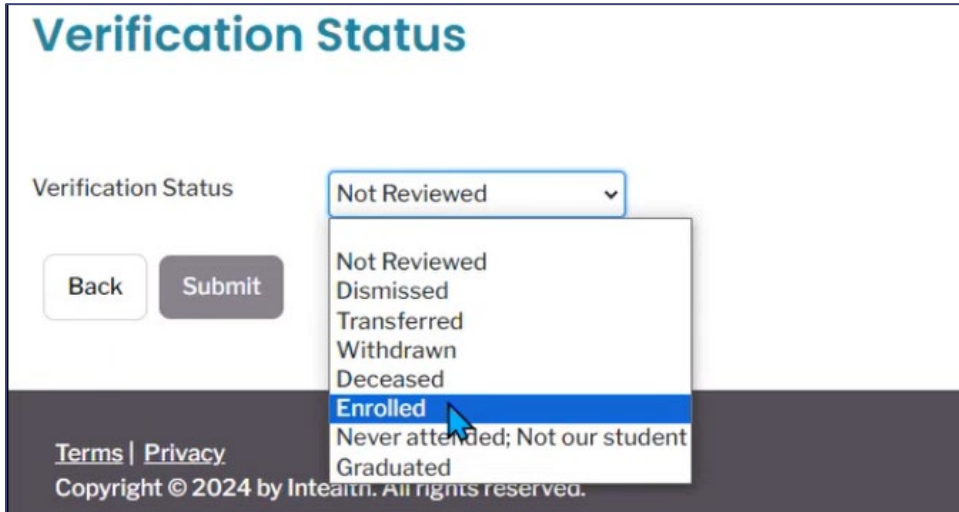 Verification Status
Verification Status
Not Reviewed
Back
Submit
Not Reviewed
Dismissed
Transferred
Withdrawn
Deceased
Enrolled
Never attended; Not our student
Graduated
Terms | Privacy
Copyright © 2024 by Intealth. All rights reserved.